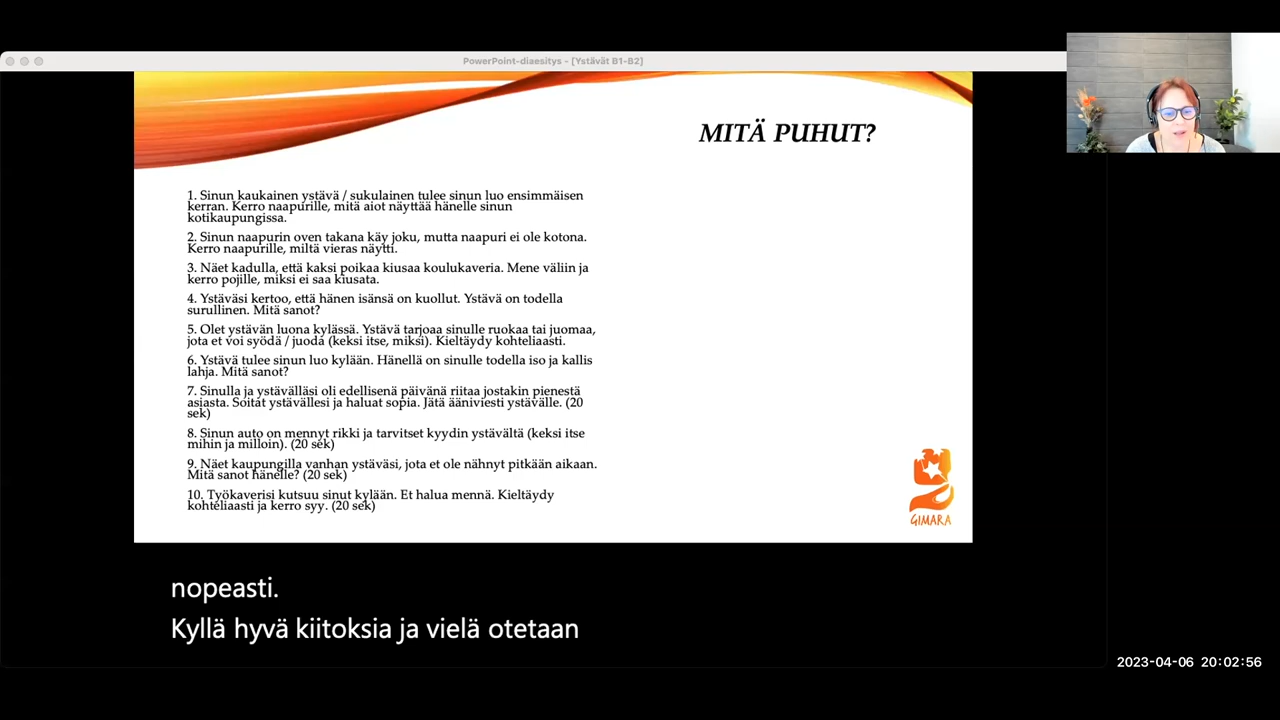 PowerPoint-diaesitys - [Ystävät B1-B2]
MITÄ PUHUT?
1. Sinun kaukainen ystävä / sukulainen tulee sinun luo ensimmäisen
kerran. Kerro naapurille, mitä aiot näyttää hänelle sinun
kotikaupungissa.
2. Sinun naapurin oven takana käy joku, mutta naapuri ei ole kotona.
Kerro naapurille, miltä vieras näytti.
3. Näet kadulla, että kaksi poikaa kiusaa koulukaveria. Mene väliin ja
kerro pojille, miksi ei saa kiusata.
4. Ystäväsi kertoo, että hänen isänsä on kuollut. Ystävä on todella
surullinen. Mitä sanot?
5. Olet ystävän luona kylässä. Ystävä tarjoaa sinulle ruokaa tai juomaa,
jota et voi syödä / juoda (keksi itse, miksi). Kieltäydy kohteliaasti.
6. Ystävä tulee sinun luo kylään. Hänellä on sinulle todella iso ja kallis
lahja. Mitä sanot?
7. Sinulla ja ystävälläsi oli edellisenä päivänä riitaa jostakin pienestä
asiasta. Soitat ystävällesi ja haluat sopia. Jätä ääniviesti ystävälle. (20
sek)
8. Sinun auto on mennyt rikki ja tarvitset kyydin ystävältä (keksi itse
mihin ja milloin). (20 sek)
9. Näet kaupungilla vanhan ystäväsi, jota et ole nähnyt pitkään aikaan.
Mitä sanot hänelle? (20 sek)
10. Työkaverisi kutsuu sinut kylään. Et halua mennä. Kieltäydy
kohteliaasti ja kerro syy. (20 sek)
GIMARA
nopeasti.
Kyllä hyvä kiitoksia ja vielä otetaan
2023-04-06 20:02:56